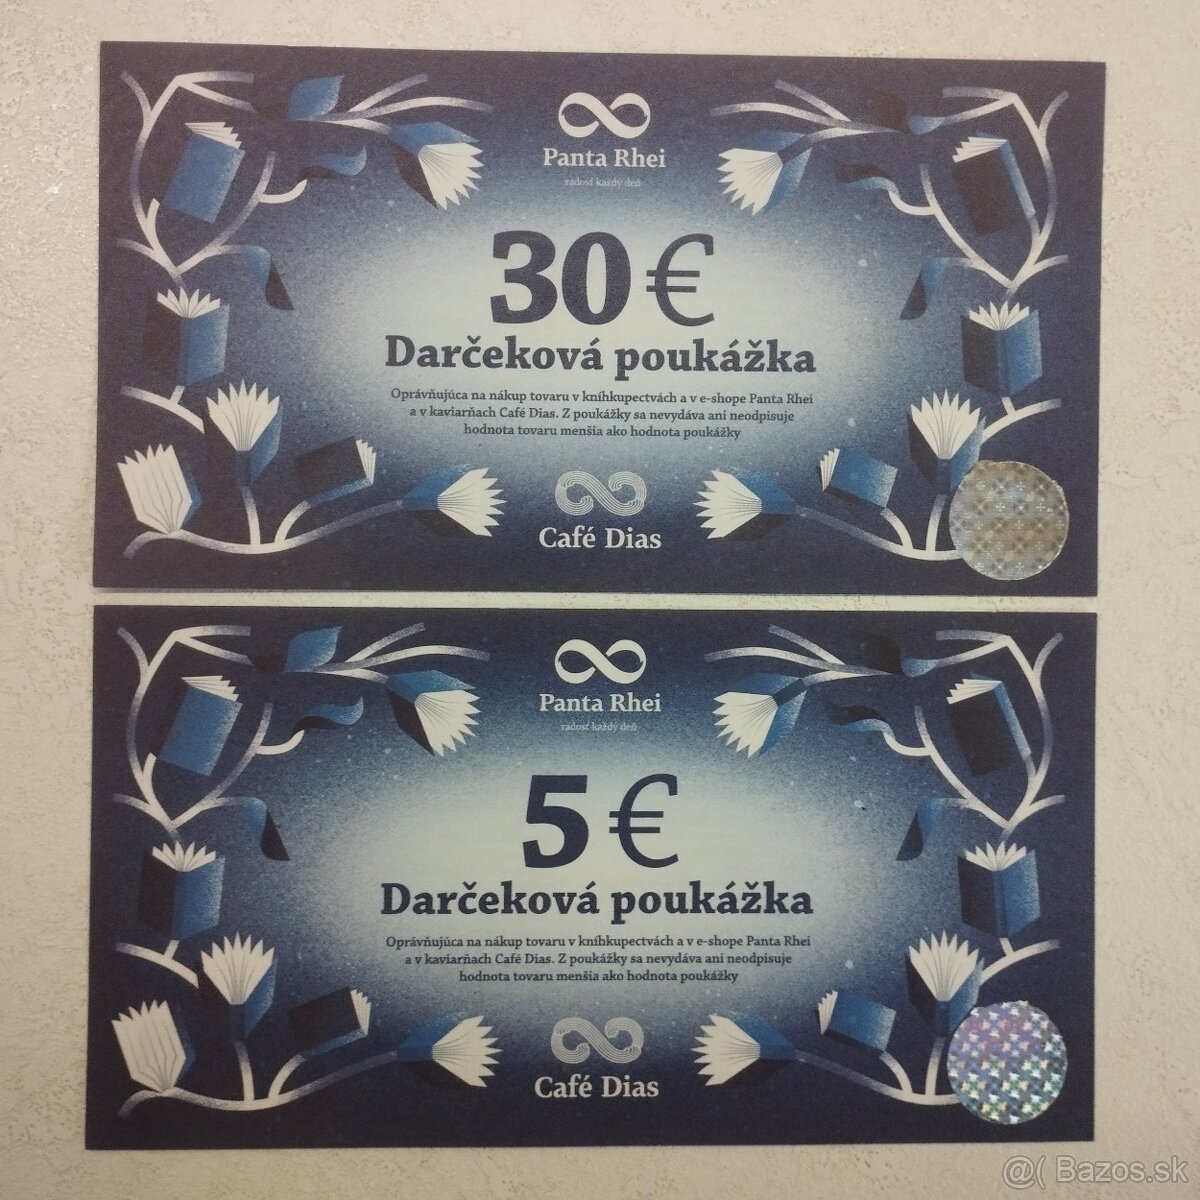 Panta Rhei
radosť každý deň
30 €
Darčeková poukážka
Oprávňujúca na nákup tovaru v kníhkupectvách a v e-shope Panta Rhei
a v kaviarňach Café Dias. Z poukážky sa nevydáva ani neodpisuje
hodnota tovaru menšia ako hodnota poukážky
Café Dias
Panta Rhei
radosť každý deň
5 €
Darčeková poukážka
Oprávňujúca na nákup tovaru v kníhkupectvách a v e-shope Panta Rhei
a v kaviarňach Café Dias. Z poukážky sa nevydáva ani neodpisuje
hodnota tovaru menšia ako hodnota poukážky
Café Dias
@( Bazos.sk